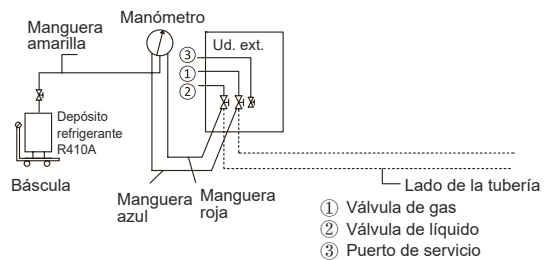 Manómetro
Manguera
amarilla
Ud. ext.
③
①
②
Depósito
refrigerante
R410A
Báscula
Manguera
azul
Manguera
roja
Lado de la tubería
① Válvula de gas
② Válvula de líquido
③ Puerto de servicio